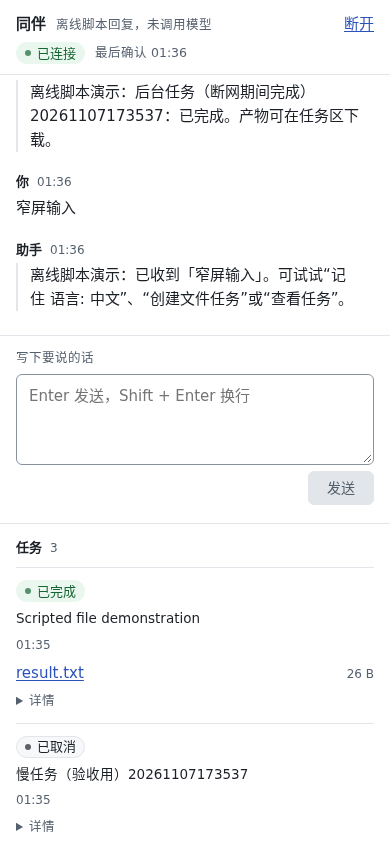 同伴 离线脚本回复，未调用模型 断开
已连接 最后确认 01:36
离线脚本演示：后台任务（断网期间完成）
20261107173537：已完成。产物可在任务区下
载。
你 01:36
窄屏输入
助手 01:36
离线脚本演示：已收到「窄屏输入」。可试试“记
住 语言: 中文”、“创建文件任务”或“查看任务”。
写下要说的话
Enter 发送，Shift + Enter 换行
发送
任务 3
已完成
Scripted file demonstration
01:35
result.txt 26 B
详情
已取消
慢任务（验收用）20261107173537
01:35
详情